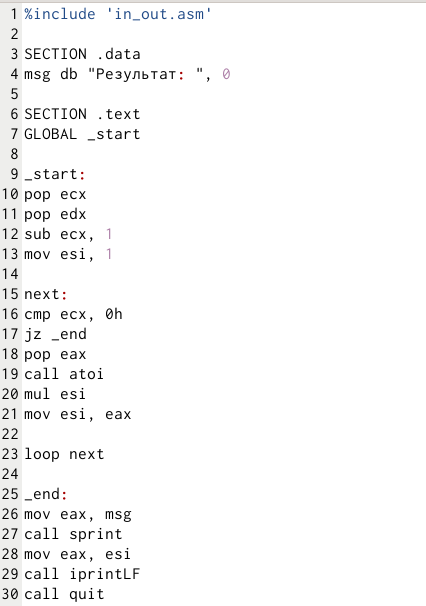 1 %include 'in_out.asm'
2
3 SECTION .data
4 msg db "Результат: ", 0
5
6 SECTION .text
7 GLOBAL _start
8
9 _start:
10 pop ecx
11 pop edx
12 sub ecx, 1
13 mov esi, 1
14
15 next:
16 cmp ecx, 0h
17 jz _end
18 pop eax
19 call atoi
20 mul esi
21 mov esi, eax
22
23 loop next
24
25 _end:
26 mov eax, msg
27 call sprint
28 mov eax, esi
29 call iprintLF
30 call quit